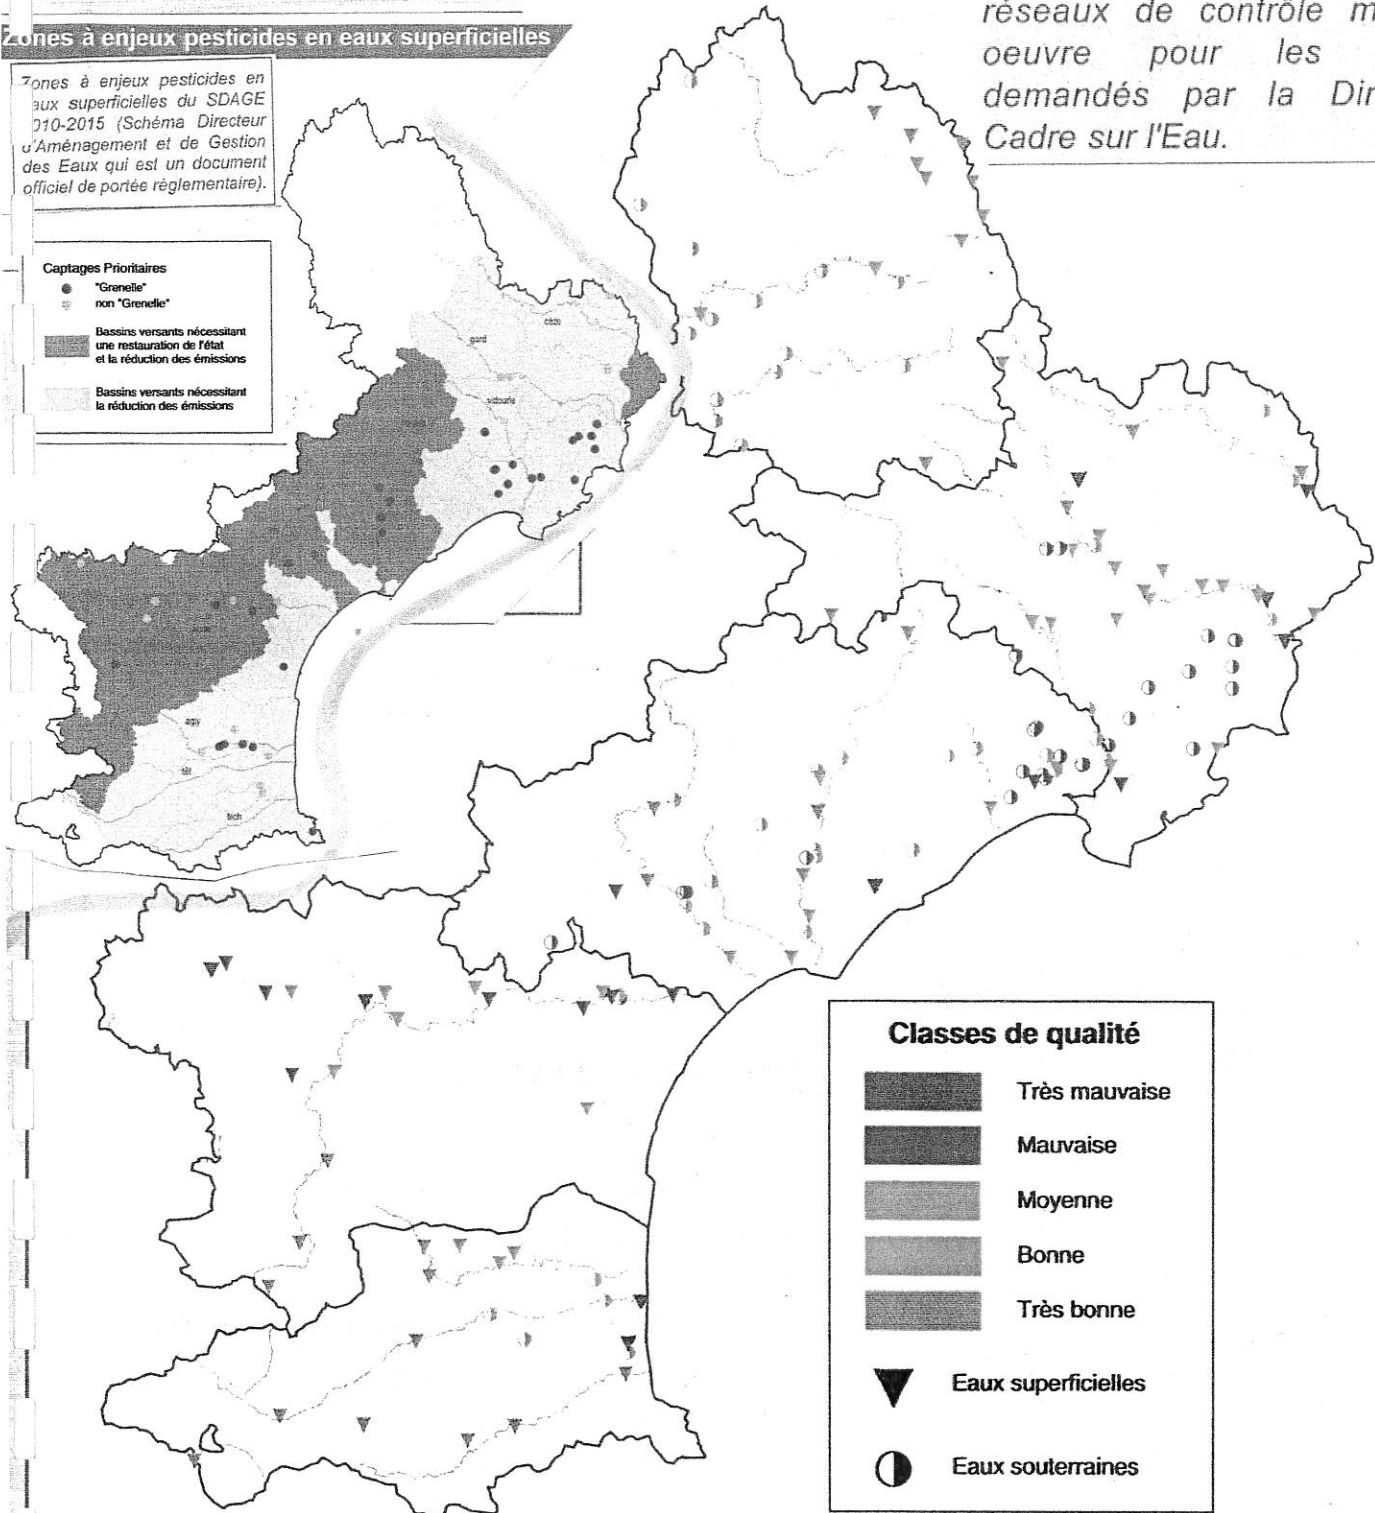 Zones à enjeux pesticides en eaux superficielles
Zones à enjeux pesticides en
eaux superficielles du SDAGE
2010-2015 (Schéma Directeur
d'Aménagement et de Gestion
des Eaux qui est un document
officiel de portée règlementaire).
réseaux de contrôle m
oeuvre pour les
demandés par la Dir
Cadre sur l'Eau.
Captages Prioritaires
"Grenelle"
non "Grenelle"
Bassins versants nécessitant
une restauration de l'état
et la réduction des émissions
Bassins versants nécessitant
la réduction des émissions
cèze
gard
vidourle
agly
têt
tech
Classes de qualité
Très mauvaise
Mauvaise
Moyenne
Bonne
Très bonne
Eaux superficielles
Eaux souterraines